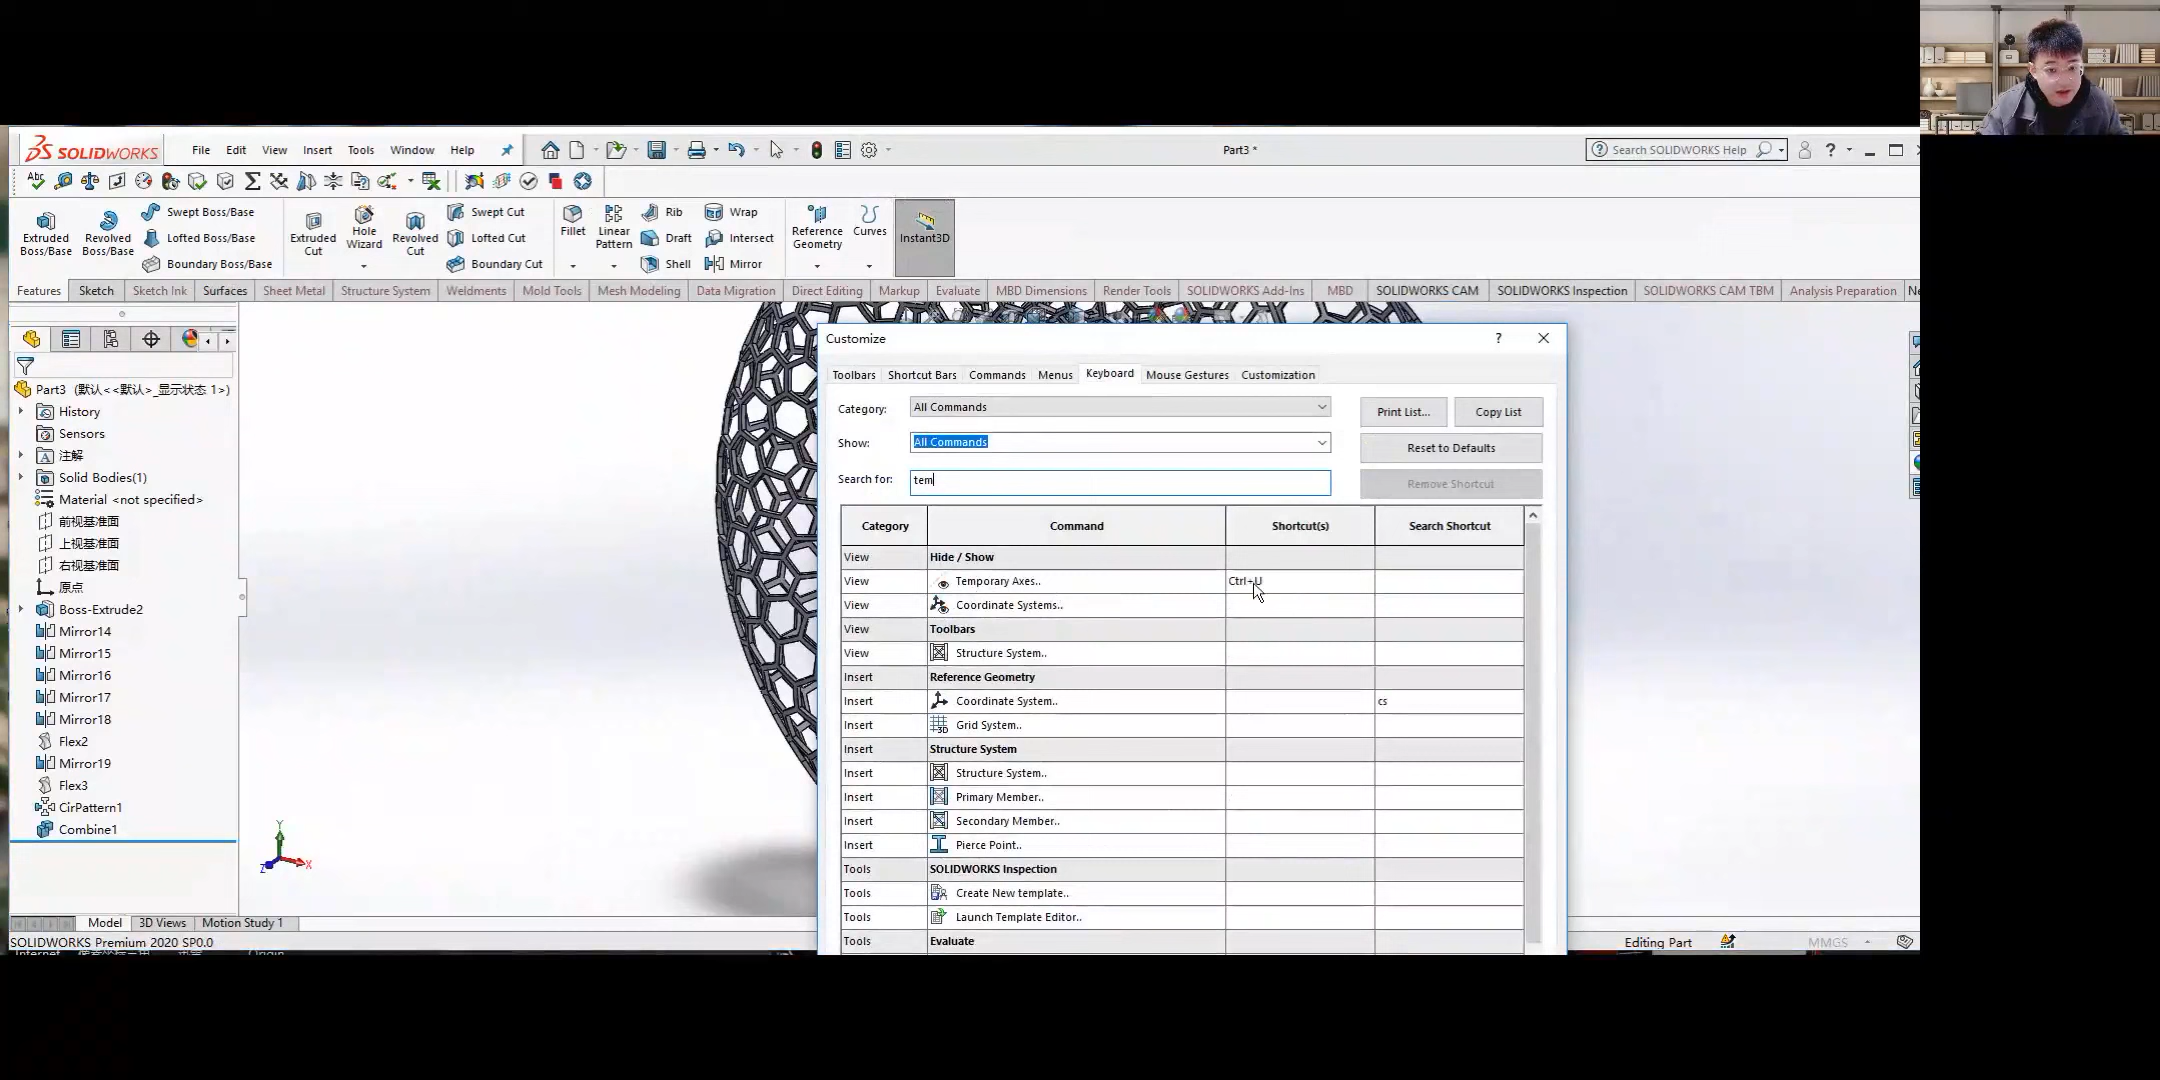 SOLIDWORKS File Edit View Insert Tools Window Help Part3 * Search SOLIDWORKS Help
Abc
Extruded Boss/Base
Revolved Boss/Base
Swept Boss/Base
Lofted Boss/Base
Boundary Boss/Base
Extruded Cut
Hole Wizard
Revolved Cut
Swept Cut
Lofted Cut
Boundary Cut
Fillet
Linear Pattern
Rib
Draft
Shell
Wrap
Intersect
Mirror
Reference Geometry
Curves
Instant3D
Features Sketch Sketch Ink Surfaces Sheet Metal Structure System Weldments Mold Tools Mesh Modeling Data Migration Direct Editing Markup Evaluate MBD Dimensions Render Tools SOLIDWORKS Add-Ins MBD SOLIDWORKS CAM SOLIDWORKS Inspection SOLIDWORKS CAM TBM Analysis Preparation
Part3 (默认<<默认>_显示状态 1>)
History
Sensors
注解
Solid Bodies(1)
Material <not specified>
前视基准面
上视基准面
右视基准面
原点
Boss-Extrude2
Mirror14
Mirror15
Mirror16
Mirror17
Mirror18
Flex2
Mirror19
Flex3
CirPattern1
Combine1
Y
Z X
Customize
Toolbars Shortcut Bars Commands Menus Keyboard Mouse Gestures Customization
Category: All Commands Print List... Copy List
Show: All Commands Reset to Defaults
Search for: tem Remove Shortcut
Category Command Shortcut(s) Search Shortcut
View Hide / Show
View Temporary Axes.. Ctrl+U
View Coordinate Systems..
View Toolbars
View Structure System..
Insert Reference Geometry
Insert Coordinate System.. cs
Insert Grid System..
Insert Structure System
Insert Structure System..
Insert Primary Member..
Insert Secondary Member..
Insert Pierce Point..
Tools SOLIDWORKS Inspection
Tools Create New template..
Tools Launch Template Editor..
Tools Evaluate
Model 3D Views Motion Study 1
SOLIDWORKS Premium 2020 SP0.0 Editing Part MMGS